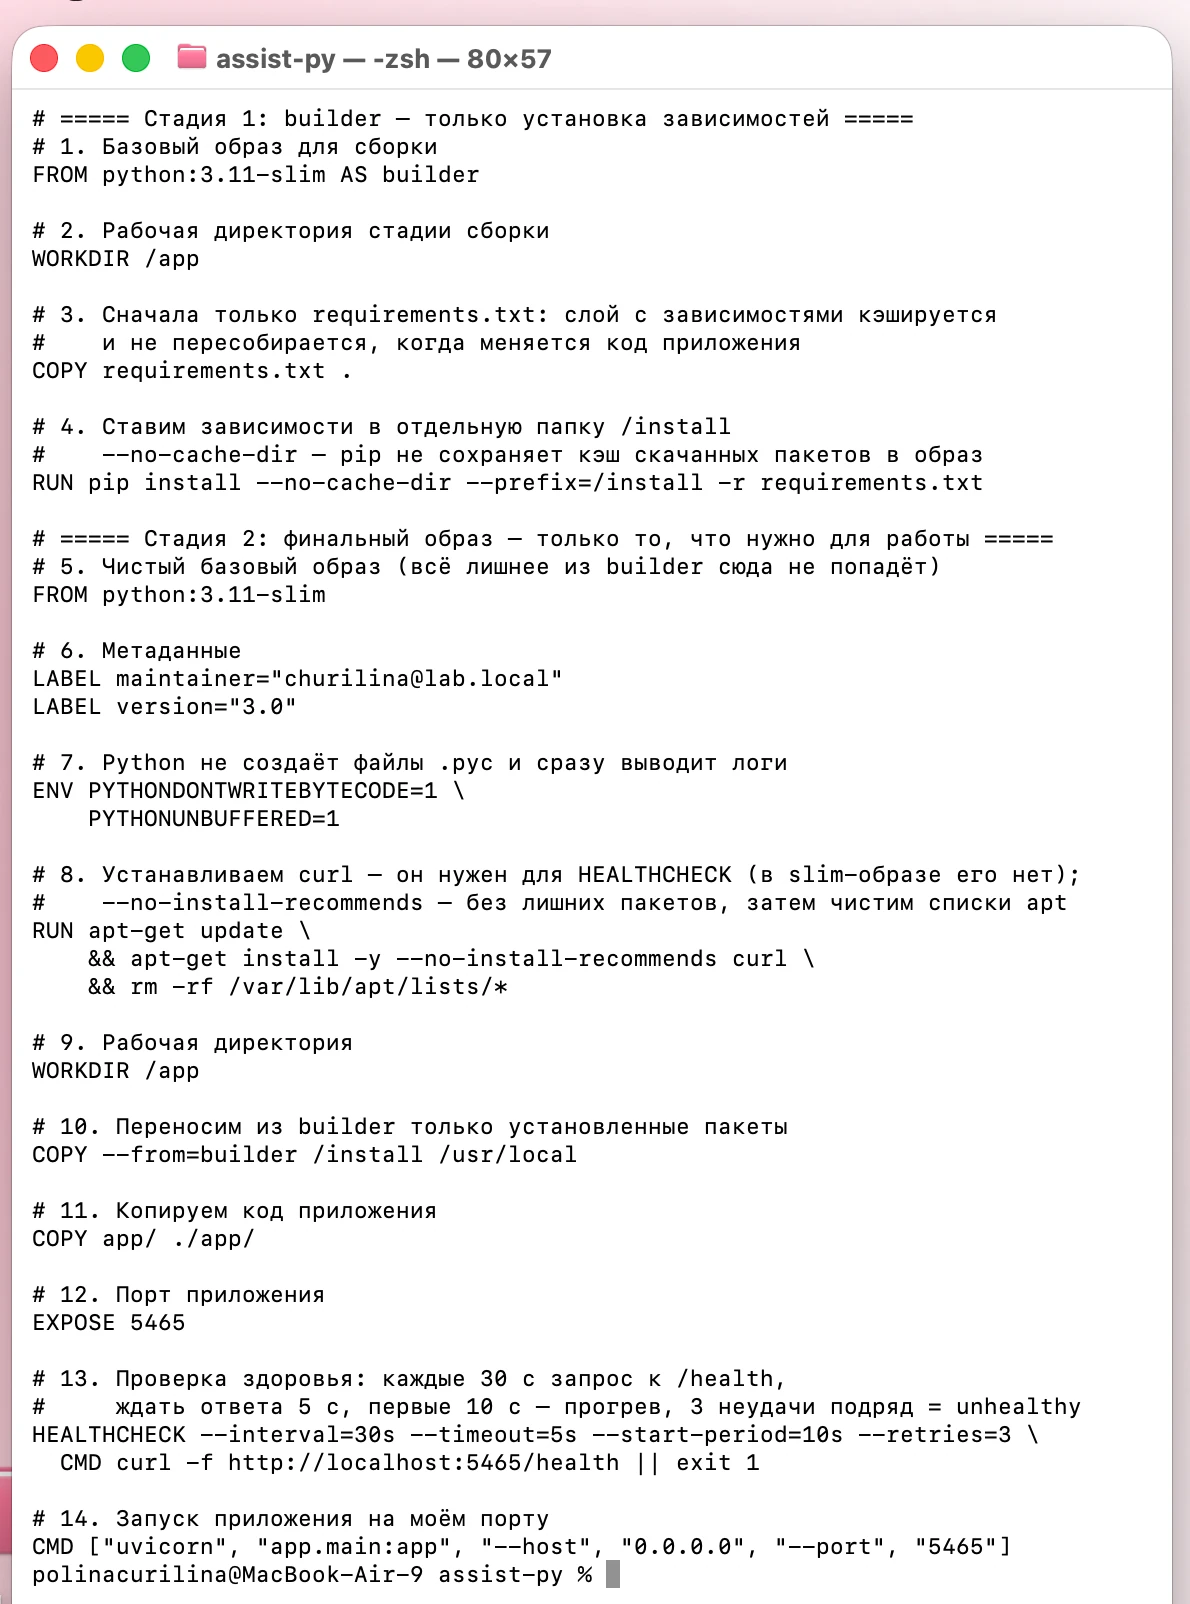 assist-py — -zsh — 80×57
# ===== Стадия 1: builder — только установка зависимостей =====
# 1. Базовый образ для сборки
FROM python:3.11-slim AS builder
# 2. Рабочая директория стадии сборки
WORKDIR /app
# 3. Сначала только requirements.txt: слой с зависимостями кэшируется
#    и не пересобирается, когда меняется код приложения
COPY requirements.txt .
# 4. Ставим зависимости в отдельную папку /install
#    --no-cache-dir — pip не сохраняет кэш скачанных пакетов в образ
RUN pip install --no-cache-dir --prefix=/install -r requirements.txt
# ===== Стадия 2: финальный образ — только то, что нужно для работы =====
# 5. Чистый базовый образ (всё лишнее из builder сюда не попадёт)
FROM python:3.11-slim
# 6. Метаданные
LABEL maintainer="churilina@lab.local"
LABEL version="3.0"
# 7. Python не создаёт файлы .pyc и сразу выводит логи
ENV PYTHONDONTWRITEBYTECODE=1 \
    PYTHONUNBUFFERED=1
# 8. Устанавливаем curl — он нужен для HEALTHCHECK (в slim-образе его нет);
#    --no-install-recommends — без лишних пакетов, затем чистим списки apt
RUN apt-get update \
    && apt-get install -y --no-install-recommends curl \
    && rm -rf /var/lib/apt/lists/*
# 9. Рабочая директория
WORKDIR /app
# 10. Переносим из builder только установленные пакеты
COPY --from=builder /install /usr/local
# 11. Копируем код приложения
COPY app/ ./app/
# 12. Порт приложения
EXPOSE 5465
# 13. Проверка здоровья: каждые 30 с запрос к /health,
#     ждать ответа 5 с, первые 10 с — прогрев, 3 неудачи подряд = unhealthy
HEALTHCHECK --interval=30s --timeout=5s --start-period=10s --retries=3 \
  CMD curl -f http://localhost:5465/health || exit 1
# 14. Запуск приложения на моём порту
CMD ["uvicorn", "app.main:app", "--host", "0.0.0.0", "--port", "5465"]
polinacurilina@MacBook-Air-9 assist-py %